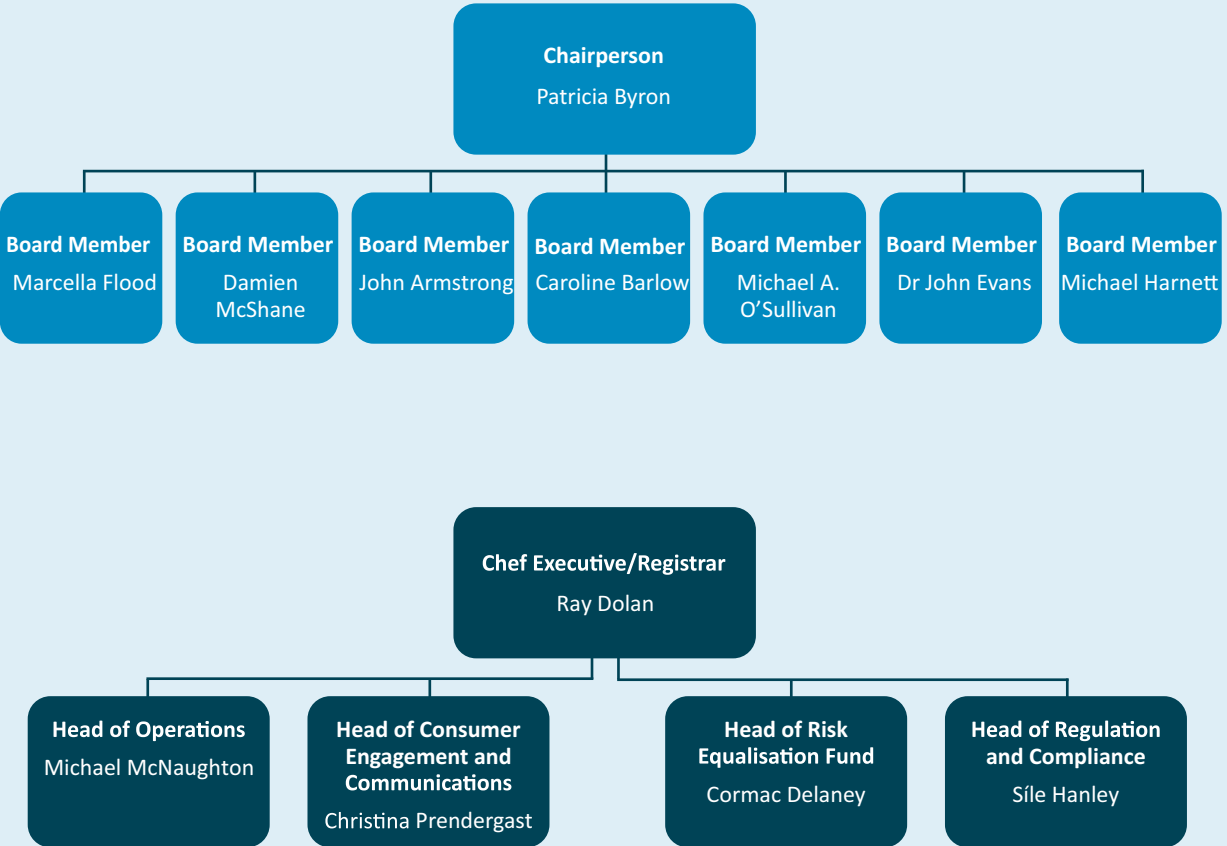 Chairperson
Patricia Byron
Board Member
Marcella Flood
Board Member
Damien
McShane
Board Member
John Armstrong
Board Member
Caroline Barlow
Board Member
Michael A.
O’Sullivan
Board Member
Dr John Evans
Board Member
Michael Harnett
Chef Executive/Registrar
Ray Dolan
Head of Operations
Michael McNaughton
Head of Consumer
Engagement and
Communications
Christina Prendergast
Head of Risk
Equalisation Fund
Cormac Delaney
Head of Regulation
and Compliance
Síle Hanley